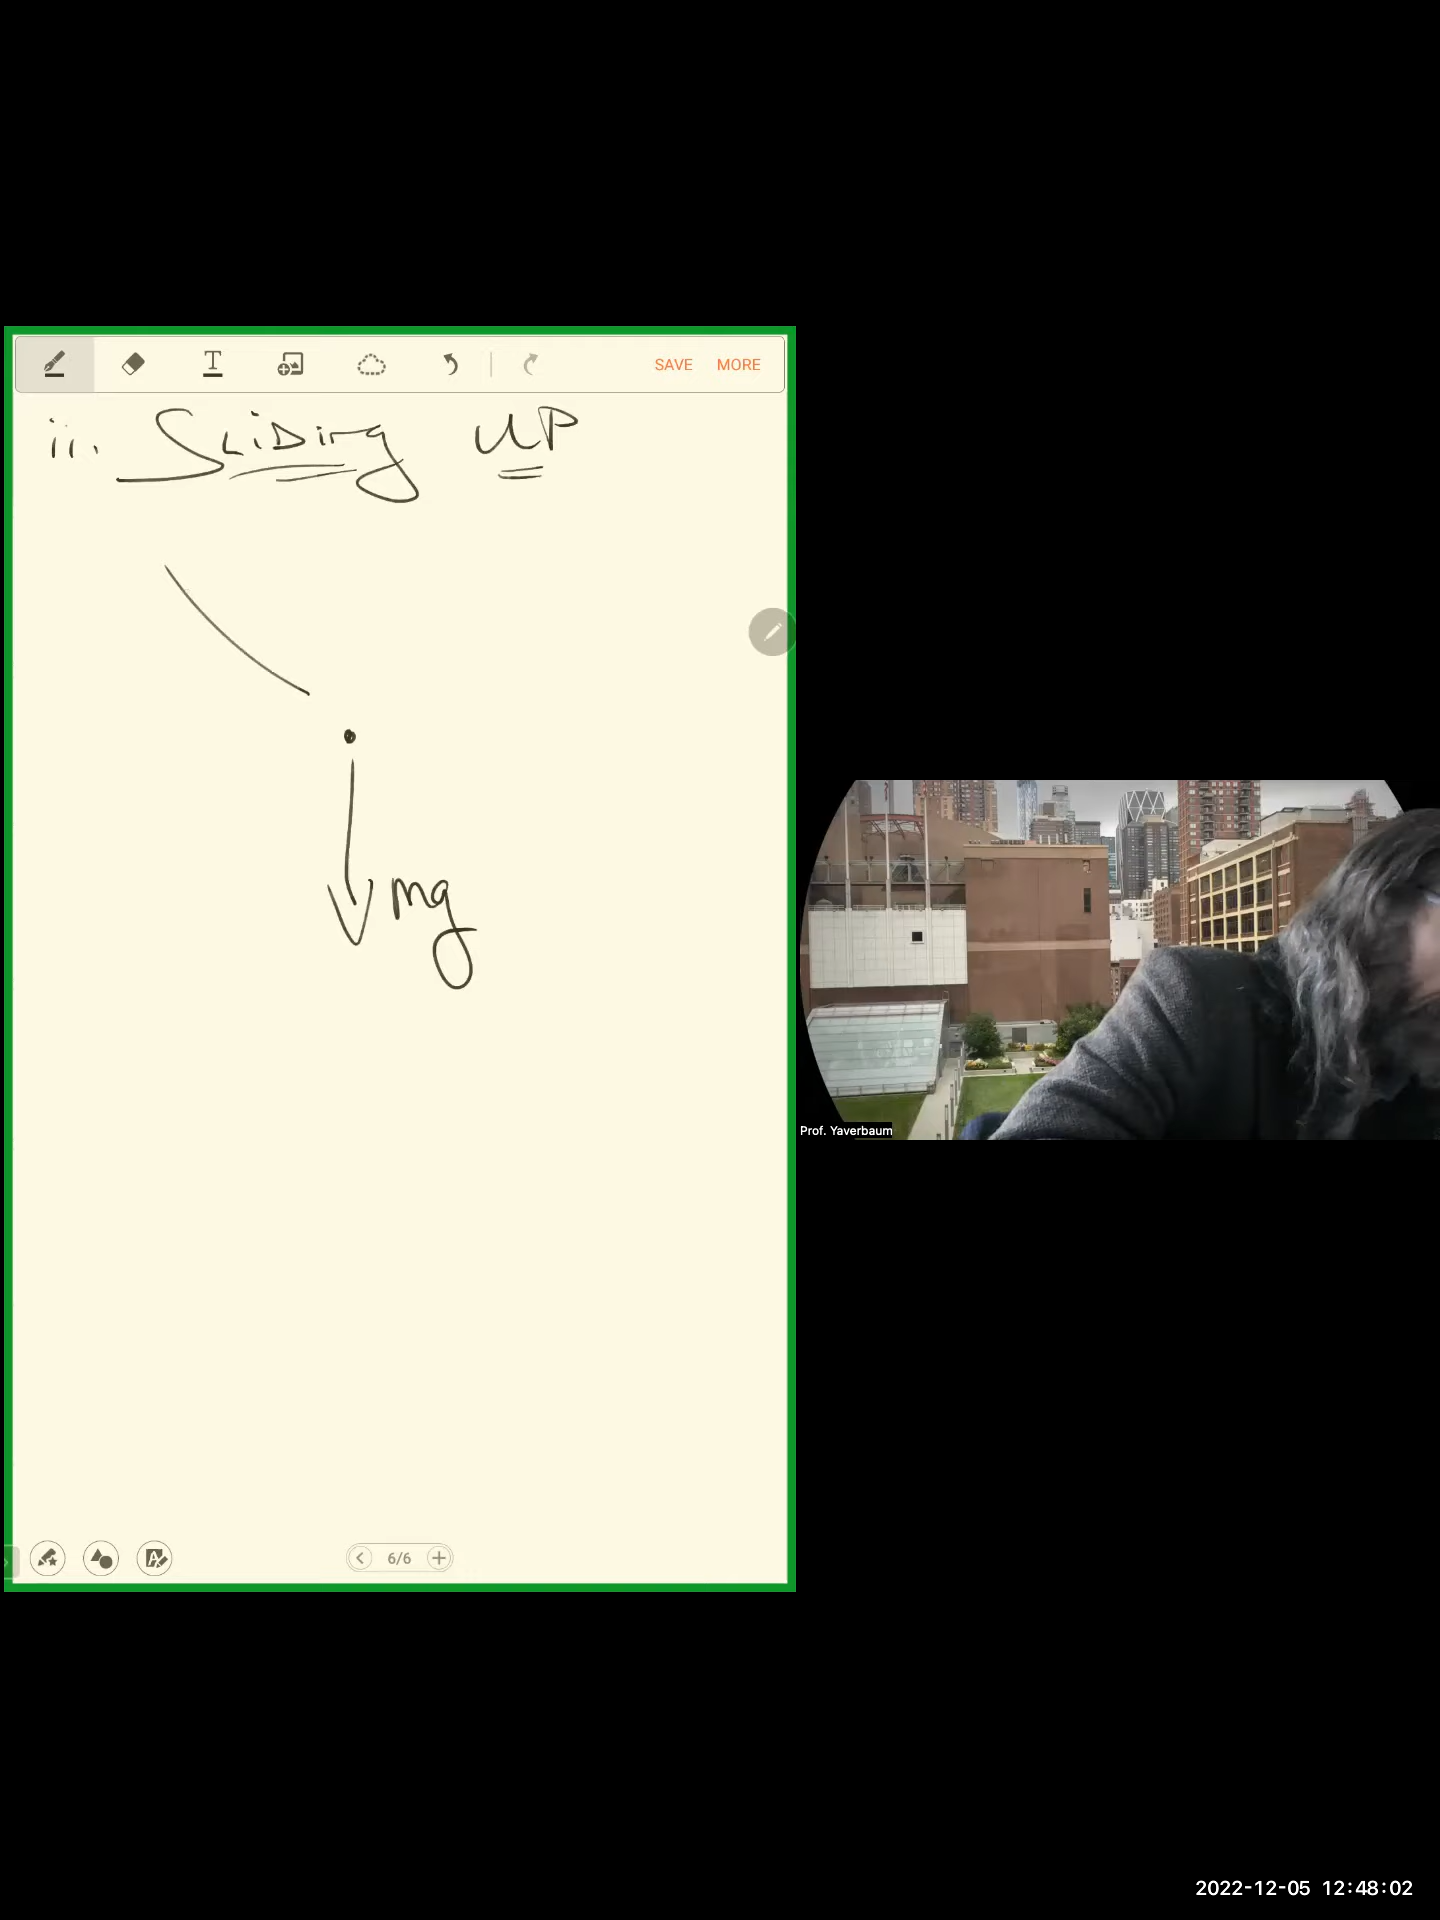 T
SAVE MORE
ii. SLiDing UP
mg
Prof. Yaverbaum
A
6/6
2022-12-05 12:48:02